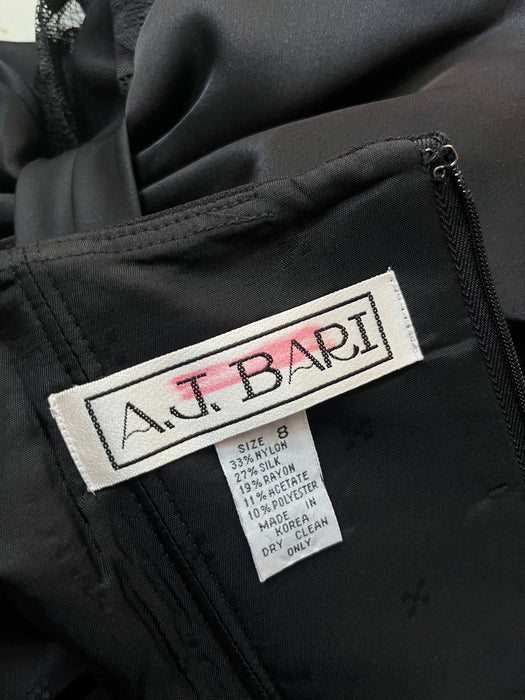 A.J. BARI
SIZE 8
33% NYLON
27% SILK
19% RAYON
11% ACETATE
10% POLYESTER
MADE IN
KOREA
DRY CLEAN
ONLY